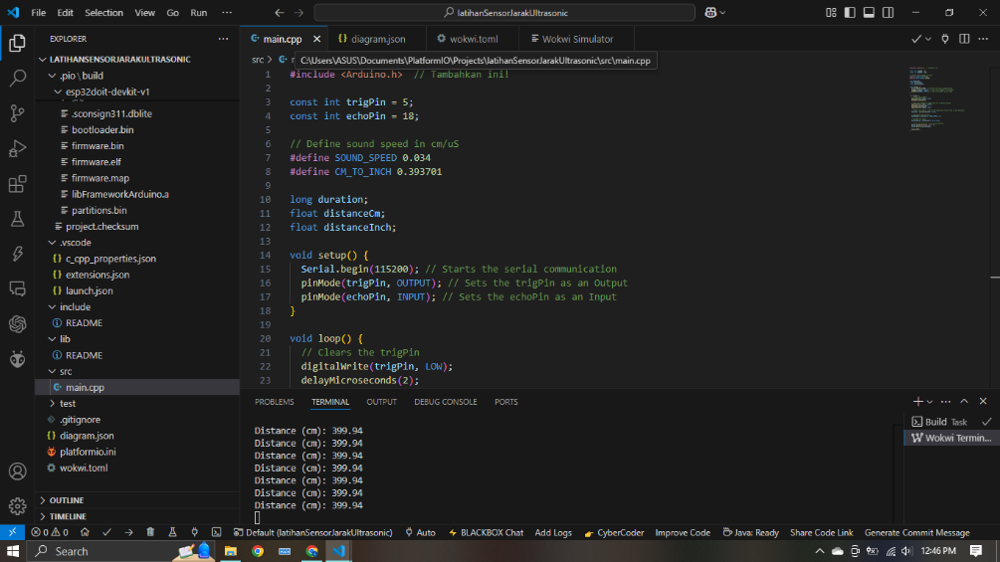 File Edit Selection View Go Run ···
latihanSensorJarakUltrasonic
EXPLORER
LATIHANSENSORJARAKULTRASONIC
.pio \ build
esp32doit-devkit-v1
.sconsign311.dblite
bootloader.bin
firmware.bin
firmware.elf
firmware.map
libFrameworkArduino.a
partitions.bin
project.checksum
.vscode
c_cpp_properties.json
extensions.json
launch.json
include
README
lib
README
src
main.cpp
test
.gitignore
diagram.json
platformio.ini
wokwi.toml
OUTLINE
TIMELINE
main.cpp diagram.json wokwi.toml Wokwi Simulator
src >
C:\Users\ASUS\Documents\PlatformIO\Projects\latihanSensorJarakUltrasonic\src\main.cpp
1 #include <Arduino.h>  // Tambahkan ini!
2
3 const int trigPin = 5;
4 const int echoPin = 18;
5
6 // Define sound speed in cm/uS
7 #define SOUND_SPEED 0.034
8 #define CM_TO_INCH 0.393701
9
10 long duration;
11 float distanceCm;
12 float distanceInch;
13
14 void setup() {
15   Serial.begin(115200); // Starts the serial communication
16   pinMode(trigPin, OUTPUT); // Sets the trigPin as an Output
17   pinMode(echoPin, INPUT); // Sets the echoPin as an Input
18 }
19
20 void loop() {
21   // Clears the trigPin
22   digitalWrite(trigPin, LOW);
23   delayMicroseconds(2);
PROBLEMS TERMINAL OUTPUT DEBUG CONSOLE PORTS
Distance (cm): 399.94
Distance (cm): 399.94
Distance (cm): 399.94
Distance (cm): 399.94
Distance (cm): 399.94
Distance (cm): 399.94
Distance (cm): 399.94
Build Task
Wokwi Termin...
0 0 Default (latihanSensorJarakUltrasonic) Auto BLACKBOX Chat Add Logs CyberCoder Improve Code Java: Ready Share Code Link Generate Commit Message
Search
12:46 PM